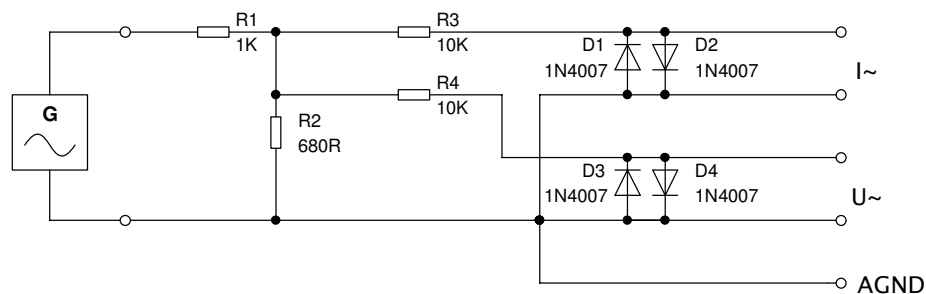 R1
1K
R3
10K
D1
1N4007
D2
1N4007
I~
G
R4
10K
R2
680R
D3
1N4007
D4
1N4007
U~
AGND